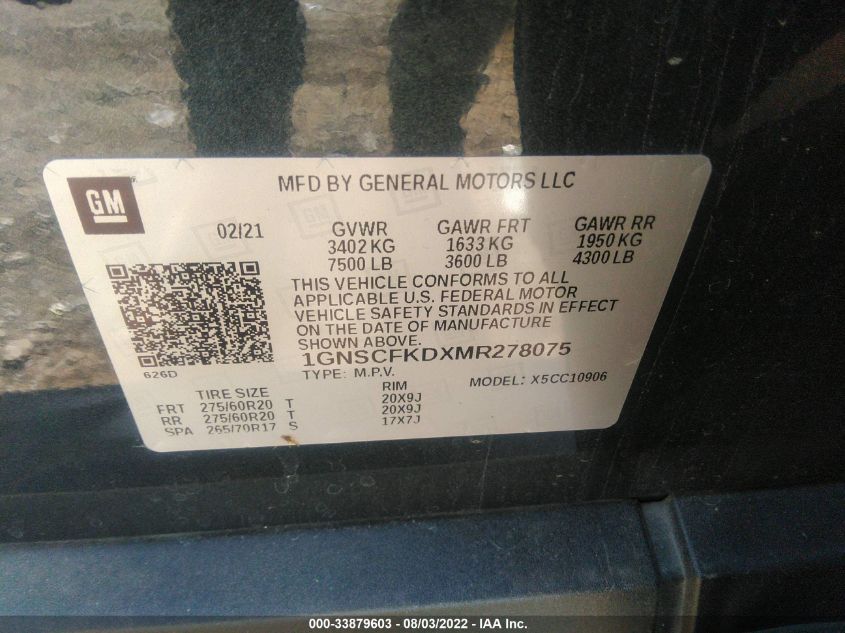 GM
MFD BY GENERAL MOTORS LLC
02/21 GVWR GAWR FRT GAWR RR
3402 KG 1633 KG 1950 KG
7500 LB 3600 LB 4300 LB
THIS VEHICLE CONFORMS TO ALL
APPLICABLE U.S. FEDERAL MOTOR
VEHICLE SAFETY STANDARDS IN EFFECT
ON THE DATE OF MANUFACTURE
SHOWN ABOVE.
1GNSCFKDXMR278075
626D TYPE: M.P.V. MODEL: X5CC10906
TIRE SIZE RIM
FRT 275/60R20 T 20X9J
RR 275/60R20 T 20X9J
SPA 265/70R17 S 17X7J
000-33879603 - 08/03/2022 - IAA Inc.